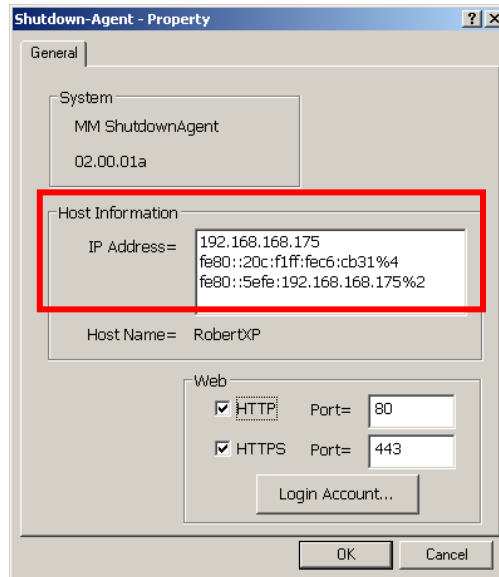 Shutdown-Agent - Property
General
System
MM ShutdownAgent
02.00.01a
Host Information
IP Address= 192.168.168.175
fe80::20c:f1ff:fec6:cb31%4
fe80::5efe:192.168.168.175%2
Host Name= RobertXP
Web
HTTP Port= 80
HTTPS Port= 443
Login Account...
OK Cancel